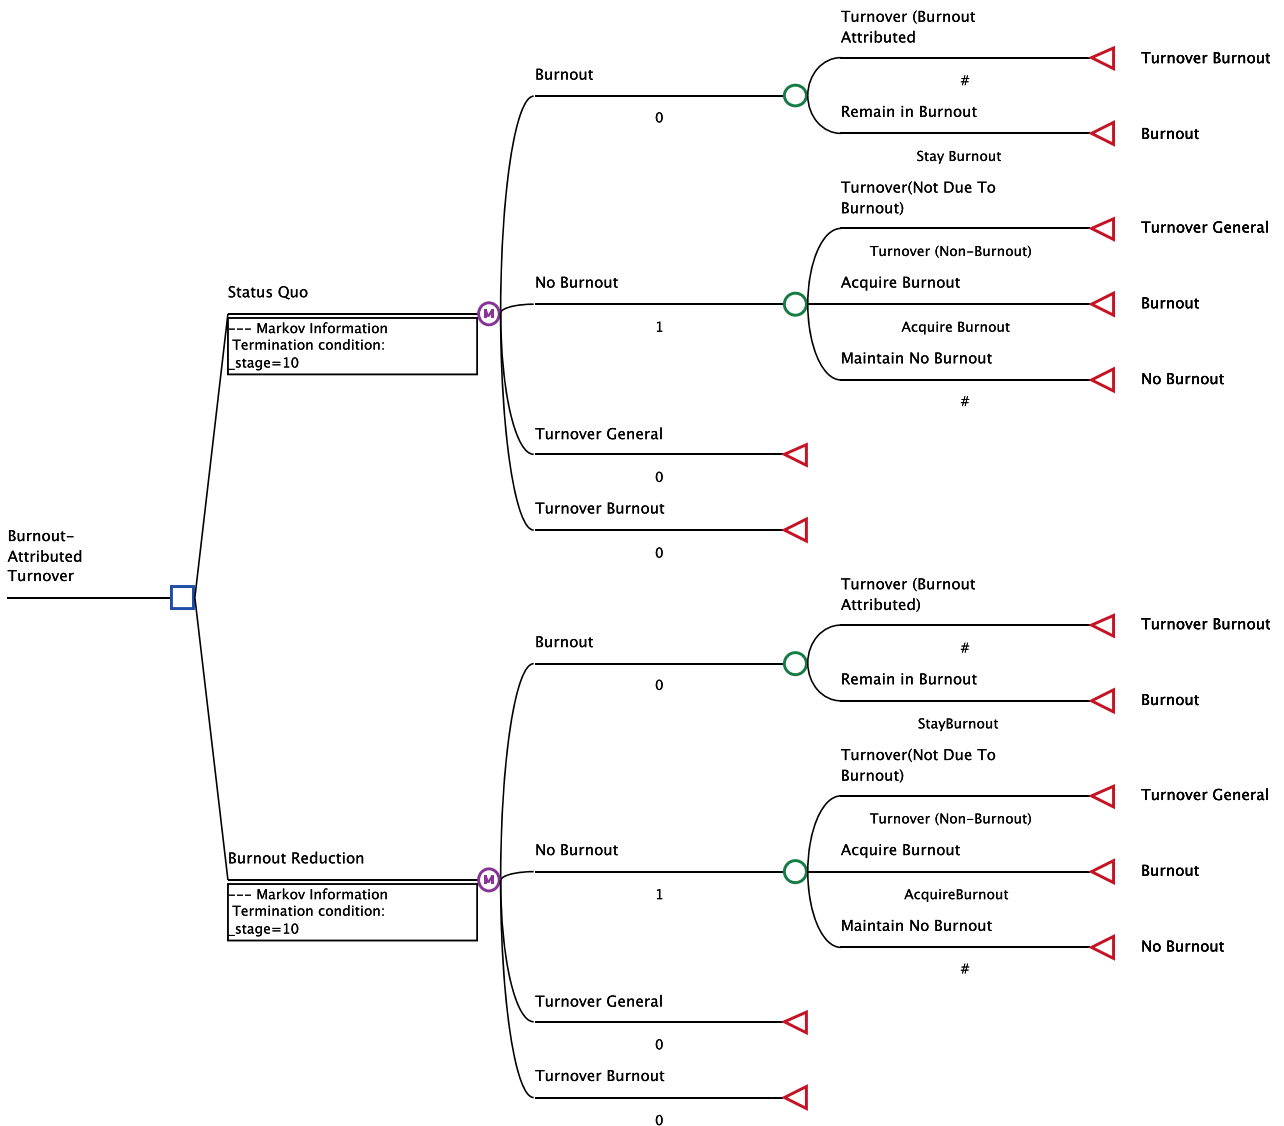 Turnover (Burnout
Attributed
Turnover Burnout
#
Burnout
0
Remain in Burnout
Burnout
Stay Burnout
Turnover(Not Due To
Burnout)
Turnover General
Turnover (Non-Burnout)
No Burnout
1
Acquire Burnout
Burnout
Acquire Burnout
Maintain No Burnout
No Burnout
#
Status Quo
M
--- Markov Information
Termination condition:
_stage=10
Turnover General
0
Turnover Burnout
0
Burnout-
Attributed
Turnover
Turnover (Burnout
Attributed)
Turnover Burnout
#
Burnout
0
Remain in Burnout
Burnout
StayBurnout
Turnover(Not Due To
Burnout)
Turnover General
Turnover (Non-Burnout)
No Burnout
1
Acquire Burnout
Burnout
AcquireBurnout
Maintain No Burnout
No Burnout
#
Burnout Reduction
M
--- Markov Information
Termination condition:
_stage=10
Turnover General
0
Turnover Burnout
0